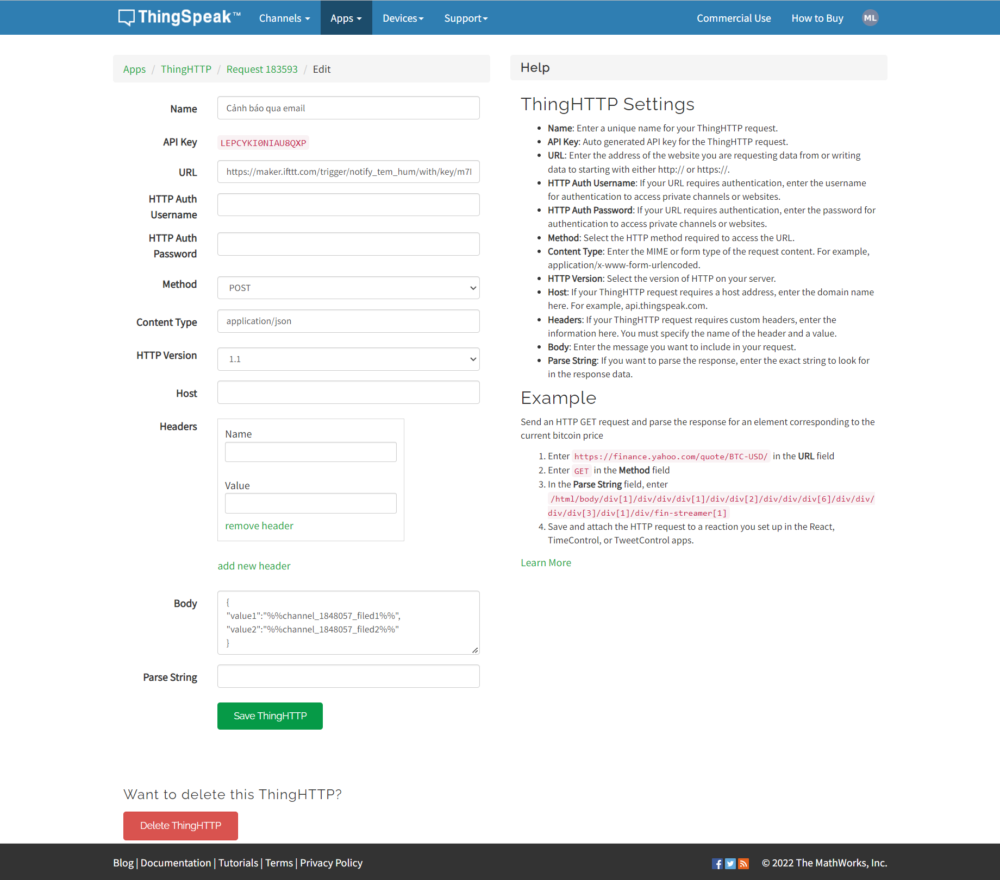 ThingSpeak™ Channels Apps Devices Support Commercial Use How to Buy ML
Apps / ThingHTTP / Request 183593 / Edit
Name
Cảnh báo qua email
API Key
LEPCYKI0NIAU8QXP
URL
https://maker.ifttt.com/trigger/notify_tem_hum/with/key/m7l
HTTP Auth
Username
HTTP Auth
Password
Method
POST
Content Type
application/json
HTTP Version
1.1
Host
Headers
Name
Value
remove header
add new header
Body
{
"value1":"%%channel_1848057_filed1%%",
"value2":"%%channel_1848057_filed2%%"
}
Parse String
Save ThingHTTP
Want to delete this ThingHTTP?
Delete ThingHTTP
Help
ThingHTTP Settings
• Name: Enter a unique name for your ThingHTTP request.
• API Key: Auto generated API key for the ThingHTTP request.
• URL: Enter the address of the website you are requesting data from or writing
data to starting with either http:// or https://.
• HTTP Auth Username: If your URL requires authentication, enter the username
for authentication to access private channels or websites.
• HTTP Auth Password: If your URL requires authentication, enter the password for
authentication to access private channels or websites.
• Method: Select the HTTP method required to access the URL.
• Content Type: Enter the MIME or form type of the request content. For example,
application/x-www-form-urlencoded.
• HTTP Version: Select the version of HTTP on your server.
• Host: If your ThingHTTP request requires a host address, enter the domain name
here. For example, api.thingspeak.com.
• Headers: If your ThingHTTP request requires custom headers, enter the
information here. You must specify the name of the header and a value.
• Body: Enter the message you want to include in your request.
• Parse String: If you want to parse the response, enter the exact string to look for
in the response data.
Example
Send an HTTP GET request and parse the response for an element corresponding to the
current bitcoin price
1. Enter https://finance.yahoo.com/quote/BTC-USD/ in the URL field
2. Enter GET in the Method field
3. In the Parse String field, enter
/html/body/div[1]/div/div/div[1]/div/div[2]/div/div/div[6]/div/div/
div/div[3]/div[1]/div/fin-streamer[1]
4. Save and attach the HTTP request to a reaction you set up in the React,
TimeControl, or TweetControl apps.
Learn More
Blog | Documentation | Tutorials | Terms | Privacy Policy
© 2022 The MathWorks, Inc.